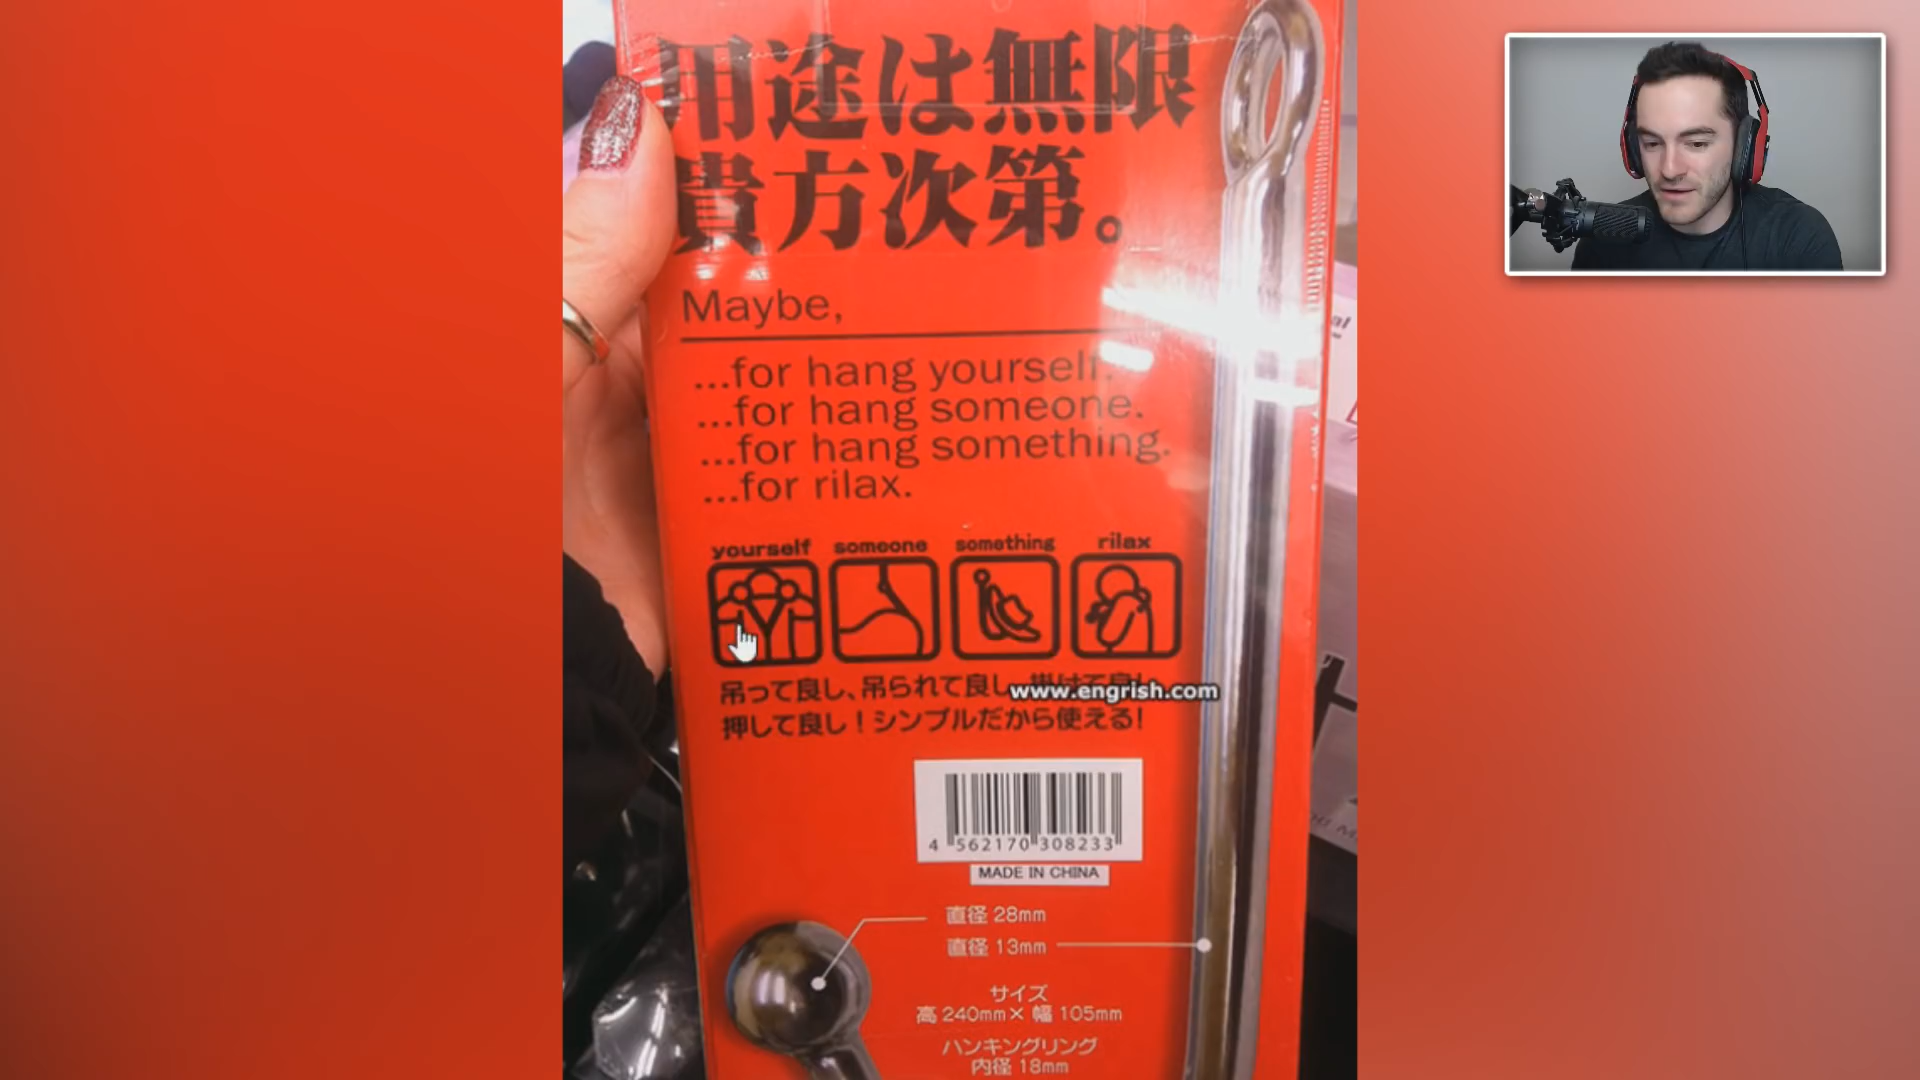 用途は無限
貴方次第。
Maybe,
...for hang yourself.
...for hang someone.
...for hang something.
...for rilax.
yourself someone something rilax
吊って良し、吊られて良し
www.engrish.com
押して良し!シンプルだから使える!
4 562170 308233
MADE IN CHINA
直径 28mm
直径 13mm
サイズ
高 240mm× 幅 105mm
ハンキングリング
内径 18mm